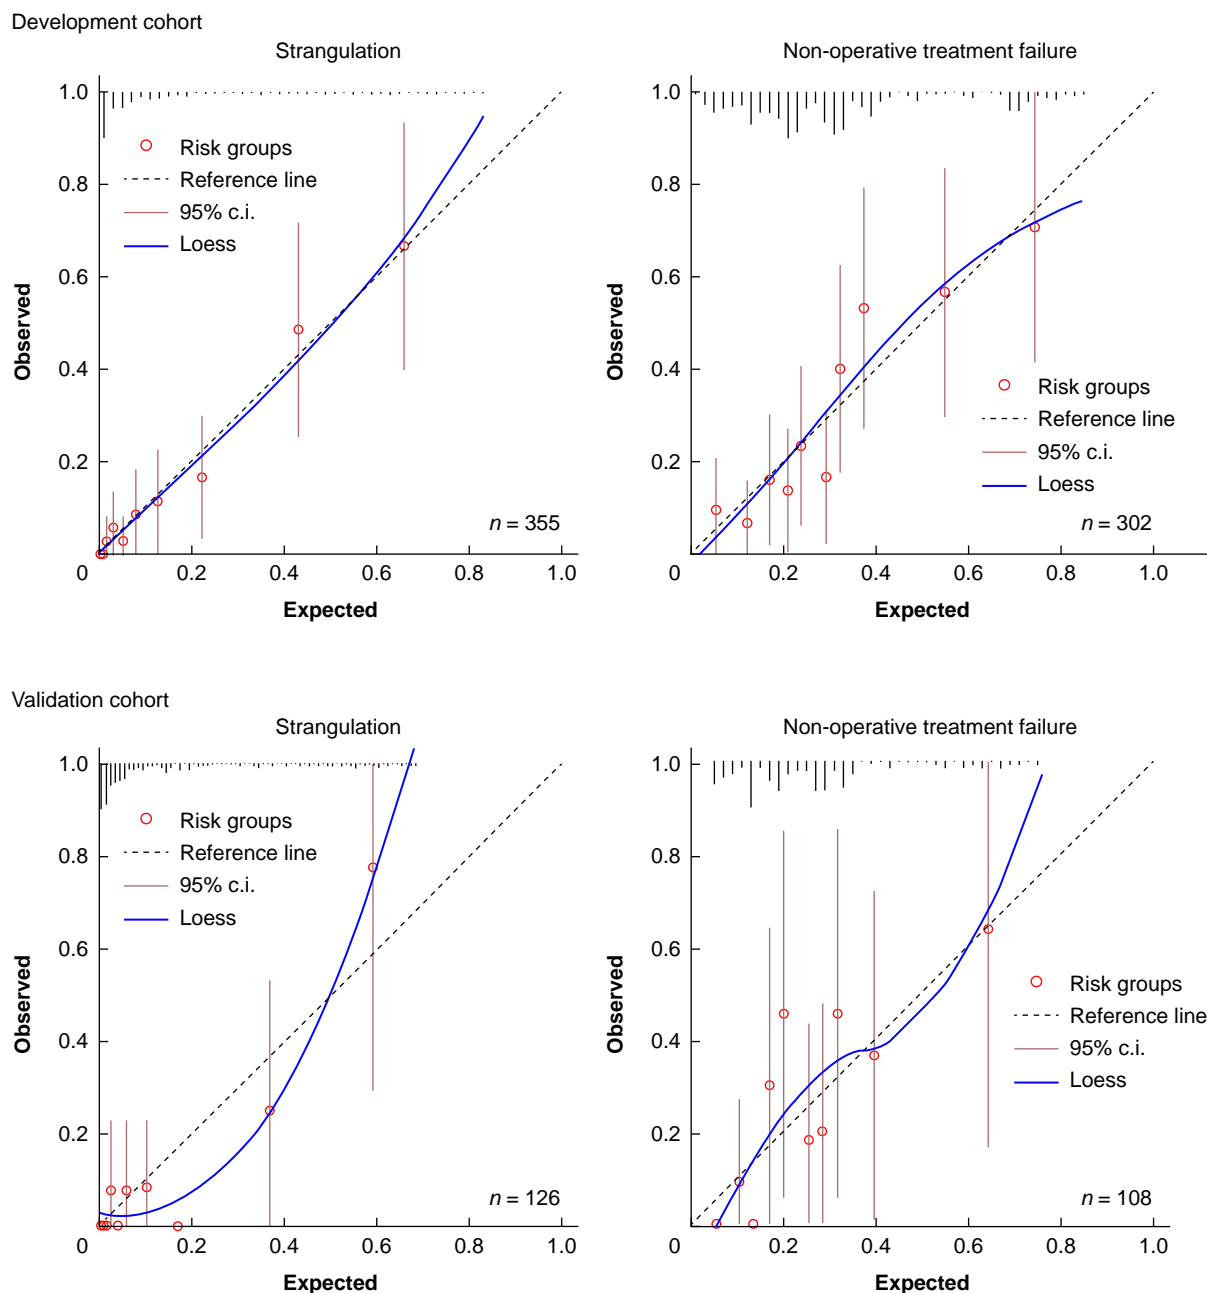 Development cohort
Strangulation
1.0
0.8
0.6
0.4
0.2
Observed
Risk groups
Reference line
95% c.i.
Loess
n = 355
0 0.2 0.4 0.6 0.8 1.0
Expected
Non-operative treatment failure
1.0
0.8
0.6
0.4
0.2
Observed
Risk groups
Reference line
95% c.i.
Loess
n = 302
0 0.2 0.4 0.6 0.8 1.0
Expected
Validation cohort
Strangulation
1.0
0.8
0.6
0.4
0.2
Observed
Risk groups
Reference line
95% c.i.
Loess
n = 126
0 0.2 0.4 0.6 0.8 1.0
Expected
Non-operative treatment failure
1.0
0.8
0.6
0.4
0.2
Observed
Risk groups
Reference line
95% c.i.
Loess
n = 108
0 0.2 0.4 0.6 0.8 1.0
Expected